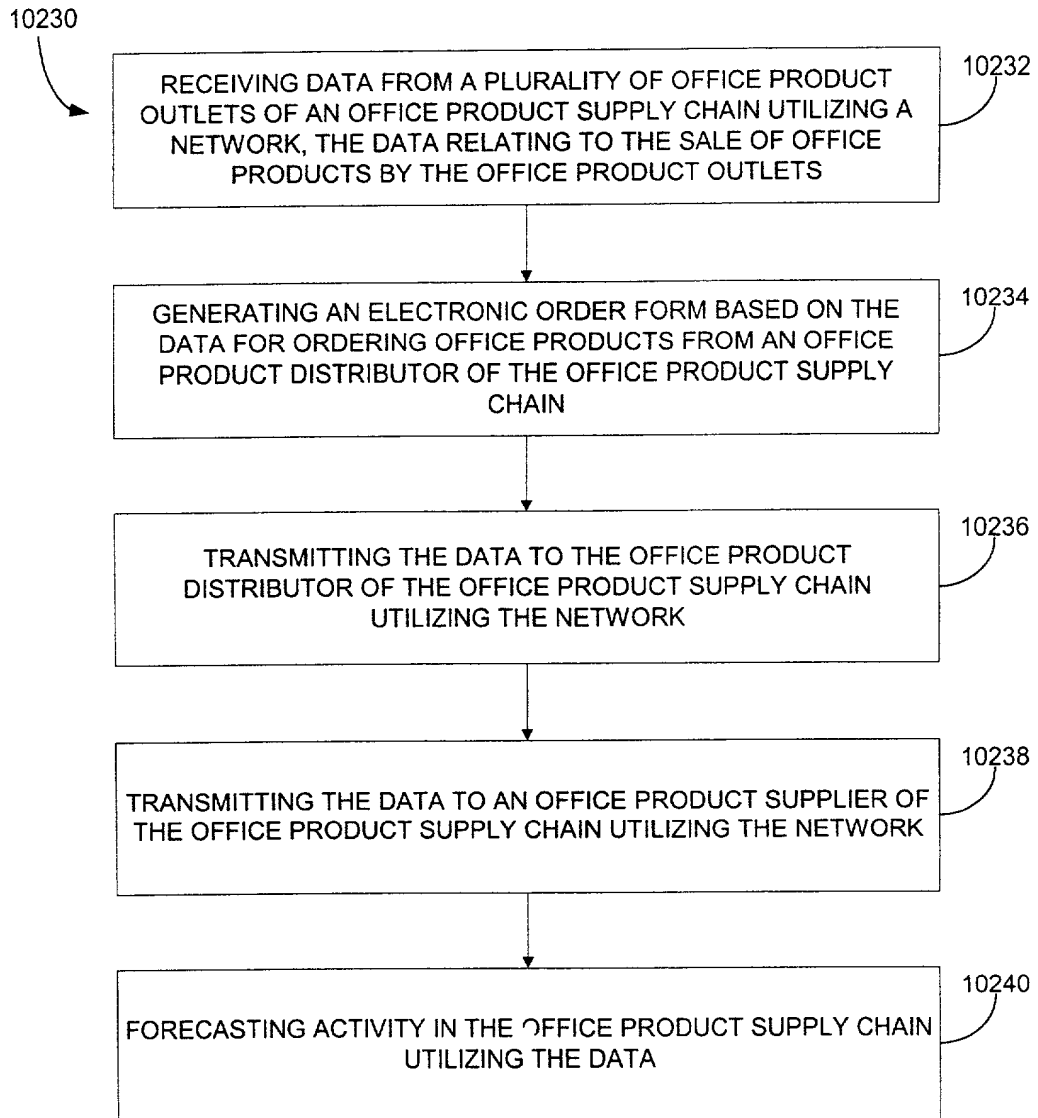 10230
RECEIVING DATA FROM A PLURALITY OF OFFICE PRODUCT
OUTLETS OF AN OFFICE PRODUCT SUPPLY CHAIN UTILIZING A
NETWORK, THE DATA RELATING TO THE SALE OF OFFICE
PRODUCTS BY THE OFFICE PRODUCT OUTLETS
10232
GENERATING AN ELECTRONIC ORDER FORM BASED ON THE
DATA FOR ORDERING OFFICE PRODUCTS FROM AN OFFICE
PRODUCT DISTRIBUTOR OF THE OFFICE PRODUCT SUPPLY
CHAIN
10234
TRANSMITTING THE DATA TO THE OFFICE PRODUCT
DISTRIBUTOR OF THE OFFICE PRODUCT SUPPLY CHAIN
UTILIZING THE NETWORK
10236
TRANSMITTING THE DATA TO AN OFFICE PRODUCT SUPPLIER OF
THE OFFICE PRODUCT SUPPLY CHAIN UTILIZING THE NETWORK
10238
FORECASTING ACTIVITY IN THE OFFICE PRODUCT SUPPLY CHAIN
UTILIZING THE DATA
10240